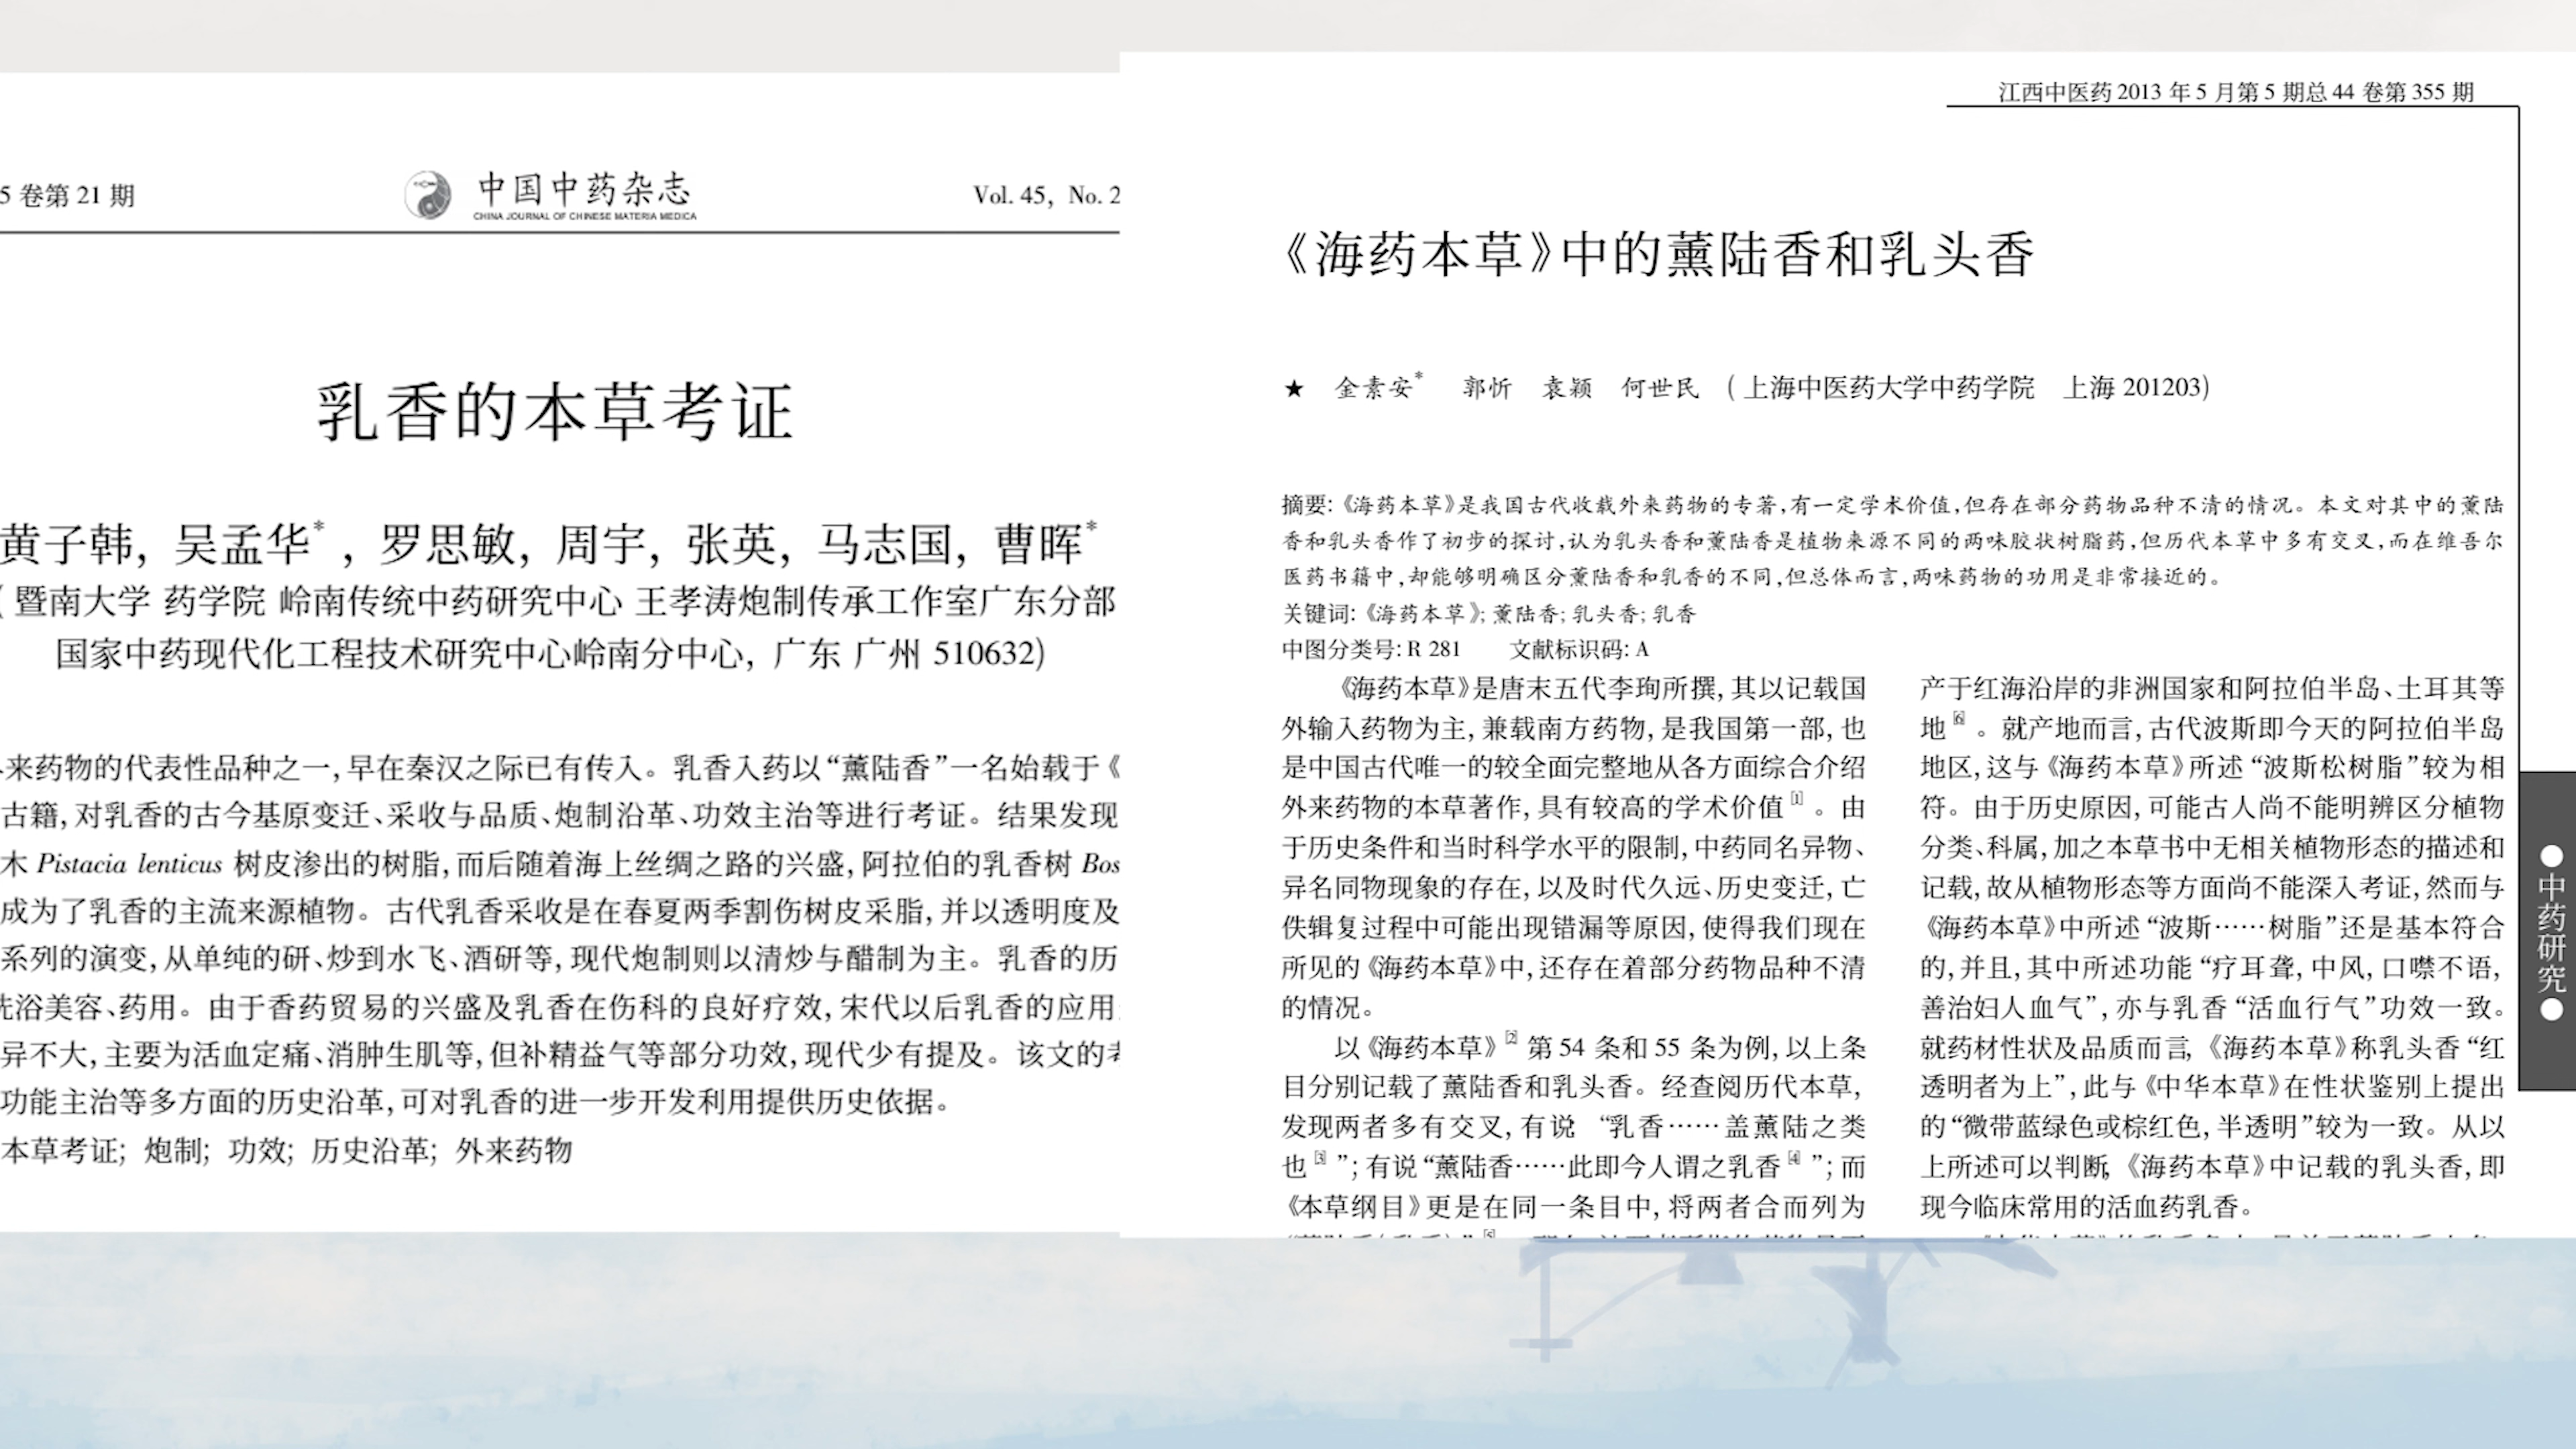 5 卷第 21 期
中国中药杂志
CHINA JOURNAL OF CHINESE MATERIA MEDICA
Vol. 45, No. 2
乳香的本草考证
黄子韩, 吴孟华*, 罗思敏, 周宇, 张英, 马志国, 曹晖*
(暨南大学 药学院 岭南传统中药研究中心 王孝涛炮制传承工作室广东分部
国家中药现代化工程技术研究中心岭南分中心, 广东 广州 510632)
来药物的代表性品种之一,早在秦汉之际已有传入。乳香入药以“薰陆香”一名始载于《
古籍,对乳香的古今基原变迁、采收与品质、炮制沿革、功效主治等进行考证。结果发现
木 Pistacia lenticus 树皮渗出的树脂,而后随着海上丝绸之路的兴盛,阿拉伯的乳香树 Bos
成为了乳香的主流来源植物。古代乳香采收是在春夏两季割伤树皮采脂,并以透明度及
系列的演变,从单纯的研、炒到水飞、酒研等,现代炮制则以清炒与醋制为主。乳香的历
洗浴美容、药用。由于香药贸易的兴盛及乳香在伤科的良好疗效,宋代以后乳香的应用
异不大,主要为活血定痛、消肿生肌等,但补精益气等部分功效,现代少有提及。该文的
功能主治等多方面的历史沿革,可对乳香的进一步开发利用提供历史依据。
本草考证; 炮制; 功效; 历史沿革; 外来药物
江西中医药 2013 年 5 月第 5 期总 44 卷第 355 期
《海药本草》中的薰陆香和乳头香
★ 金素安* 郭忻 袁颖 何世民 (上海中医药大学中药学院 上海 201203)
摘要:《海药本草》是我国古代收载外来药物的专著,有一定学术价值,但存在部分药物品种不清的情况。本文对其中的薰陆
香和乳头香作了初步的探讨,认为乳头香和薰陆香是植物来源不同的两味胶状树脂药,但历代本草中多有交叉,而在维吾尔
医药书籍中,却能够明确区分薰陆香和乳香的不同,但总体而言,两味药物的功用是非常接近的。
关键词:《海药本草》; 薰陆香; 乳头香; 乳香
中图分类号: R 281 文献标识码: A
《海药本草》是唐末五代李珣所撰,其以记载国
外输入药物为主,兼载南方药物,是我国第一部,也
是中国古代唯一的较全面完整地从各方面综合介绍
外来药物的本草著作,具有较高的学术价值[1]。由
于历史条件和当时科学水平的限制,中药同名异物、
异名同物现象的存在,以及时代久远、历史变迁,亡
佚辑复过程中可能出现错漏等原因,使得我们现在
所见的《海药本草》中,还存在着部分药物品种不清
的情况。
以《海药本草》[2]第 54 条和 55 条为例,以上条
目分别记载了薰陆香和乳头香。经查阅历代本草,
发现两者多有交叉,有说 “乳香……盖薰陆之类
也[3]”;有说“薰陆香……此即今人谓之乳香[4]”;而
《本草纲目》更是在同一条目中,将两者合而列为
产于红海沿岸的非洲国家和阿拉伯半岛、土耳其等
地[6]。就产地而言,古代波斯即今天的阿拉伯半岛
地区,这与《海药本草》所述“波斯松树脂”较为相
符。由于历史原因,可能古人尚不能明辨区分植物
分类、科属,加之本草书中无相关植物形态的描述和
记载,故从植物形态等方面尚不能深入考证,然而与
《海药本草》中所述“波斯……树脂”还是基本符合
的,并且,其中所述功能“疗耳聋,中风,口噤不语,
善治妇人血气”,亦与乳香“活血行气”功效一致。
就药材性状及品质而言,《海药本草》称乳头香“红
透明者为上”,此与《中华本草》在性状鉴别上提出
的“微带蓝绿色或棕红色,半透明”较为一致。从以
上所述可以判断,《海药本草》中记载的乳头香,即
现今临床常用的活血药乳香。
●中药研究●